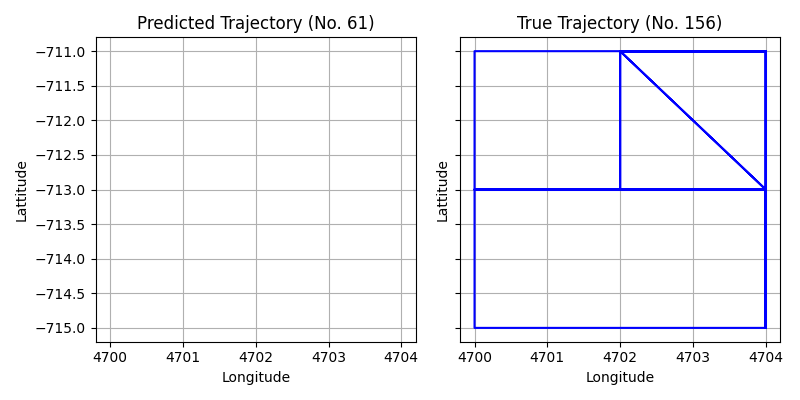 Predicted Trajectory (No. 61)
True Trajectory (No. 156)
−711.0
−711.5
−712.0
−712.5
−713.0
−713.5
−714.0
−714.5
−715.0
Lattitude
Lattitude
4700 4701 4702 4703 4704
4700 4701 4702 4703 4704
Longitude
Longitude